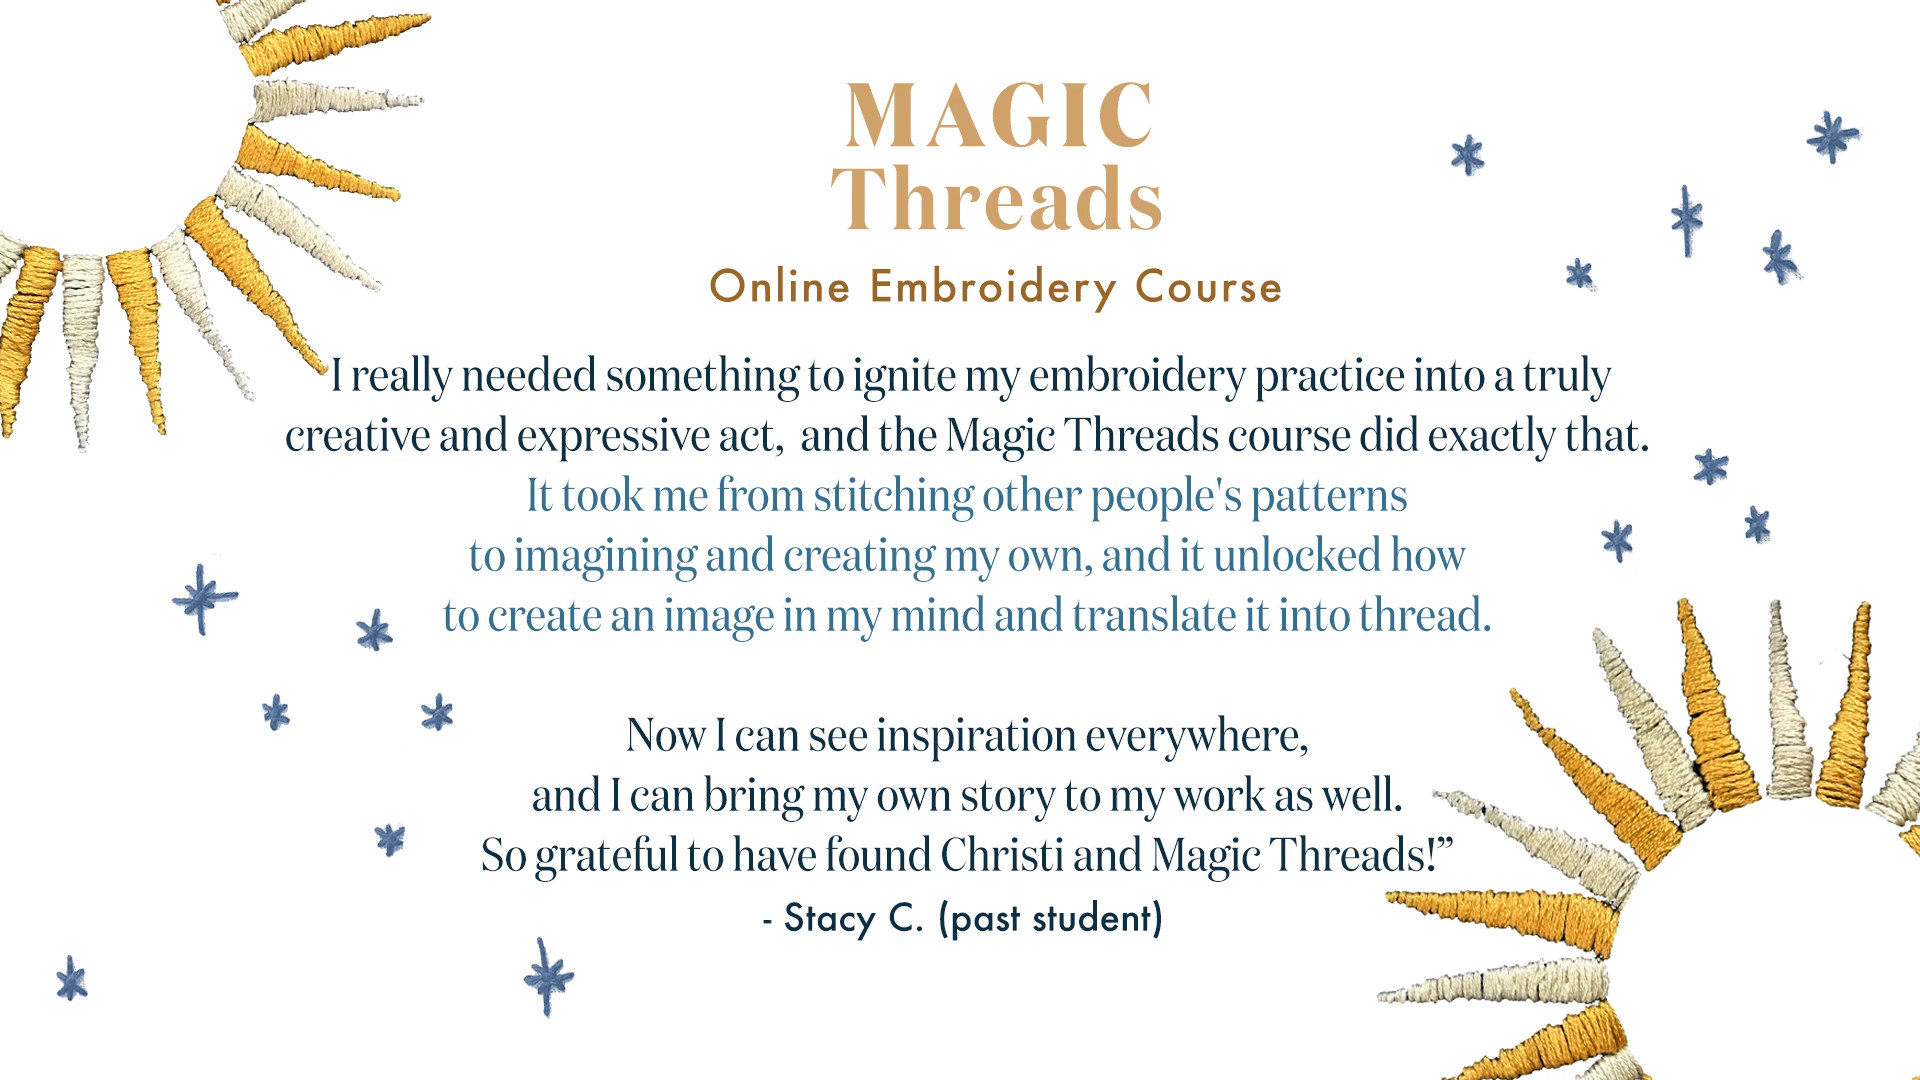 MAGIC
Threads
Online Embroidery Course
I really needed something to ignite my embroidery practice into a truly
creative and expressive act,  and the Magic Threads course did exactly that.
It took me from stitching other people's patterns
to imagining and creating my own, and it unlocked how
to create an image in my mind and translate it into thread.
Now I can see inspiration everywhere,
and I can bring my own story to my work as well.
So grateful to have found Christi and Magic Threads!”
- Stacy C. (past student)